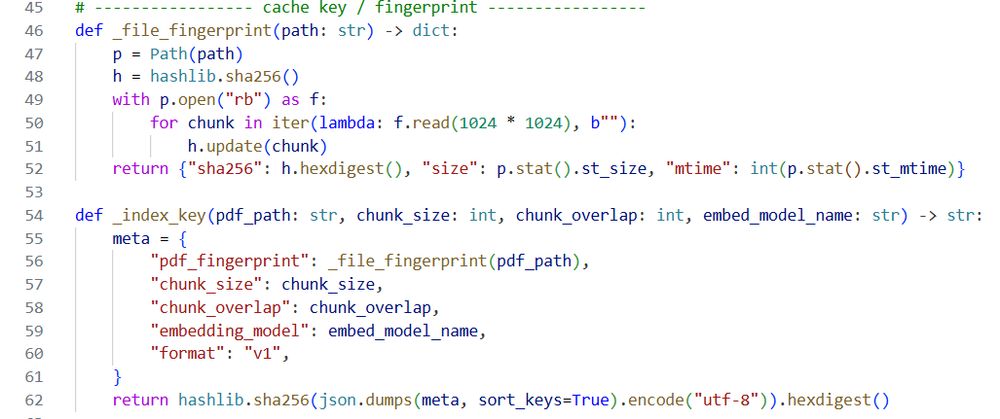 45 # ----------------- cache key / fingerprint -----------------
46 def _file_fingerprint(path: str) -> dict:
47     p = Path(path)
48     h = hashlib.sha256()
49     with p.open("rb") as f:
50         for chunk in iter(lambda: f.read(1024 * 1024), b""):
51             h.update(chunk)
52     return {"sha256": h.hexdigest(), "size": p.stat().st_size, "mtime": int(p.stat().st_mtime)}
53
54 def _index_key(pdf_path: str, chunk_size: int, chunk_overlap: int, embed_model_name: str) -> str:
55     meta = {
56         "pdf_fingerprint": _file_fingerprint(pdf_path),
57         "chunk_size": chunk_size,
58         "chunk_overlap": chunk_overlap,
59         "embedding_model": embed_model_name,
60         "format": "v1",
61     }
62     return hashlib.sha256(json.dumps(meta, sort_keys=True).encode("utf-8")).hexdigest()